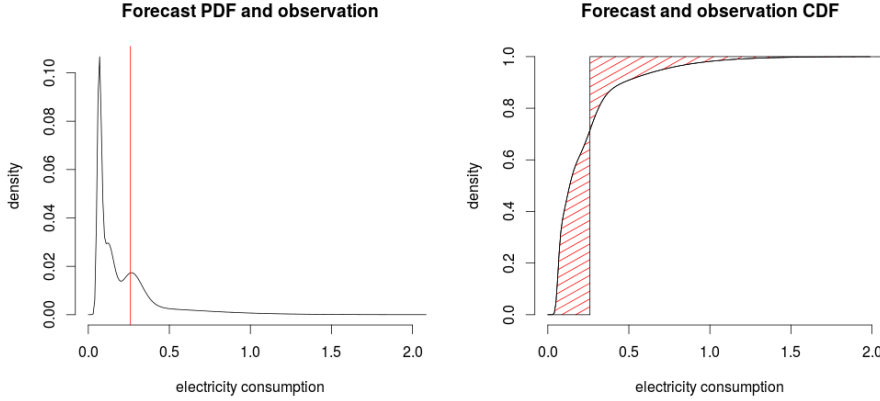 Forecast PDF and observation
density
0.00 0.02 0.04 0.06 0.08 0.10
0.0 0.5 1.0 1.5 2.0
electricity consumption
Forecast and observation CDF
density
0.0 0.2 0.4 0.6 0.8 1.0
0.0 0.5 1.0 1.5 2.0
electricity consumption